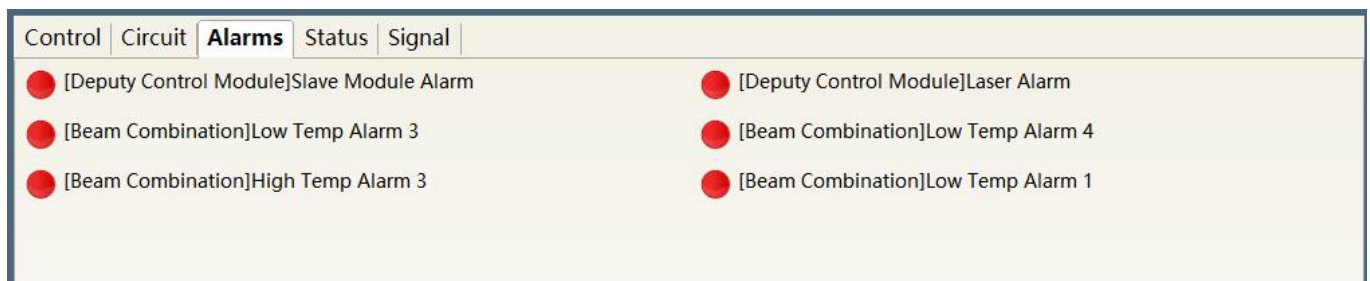 Control Circuit Alarms Status Signal
[Deputy Control Module]Slave Module Alarm [Deputy Control Module]Laser Alarm
[Beam Combination]Low Temp Alarm 3 [Beam Combination]Low Temp Alarm 4
[Beam Combination]High Temp Alarm 3 [Beam Combination]Low Temp Alarm 1